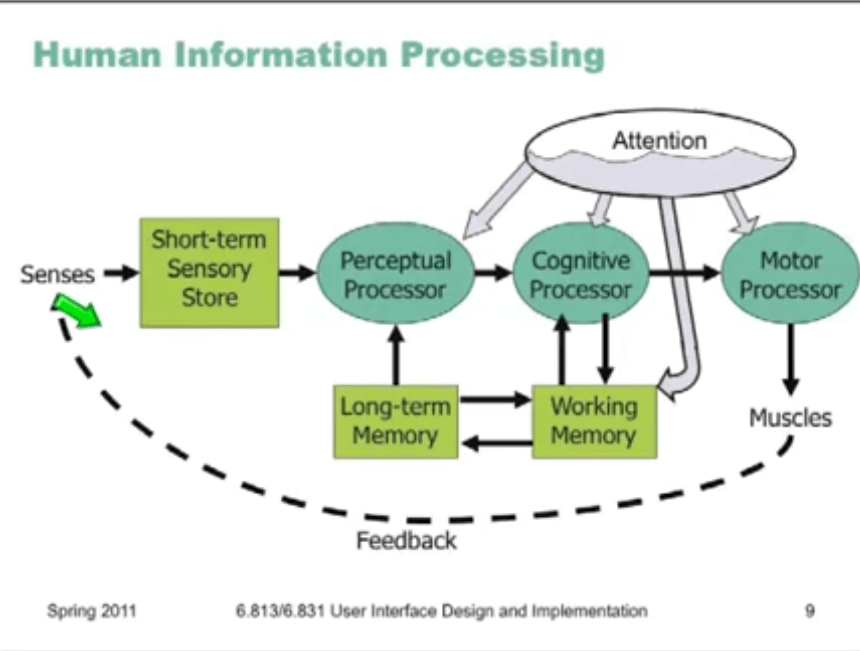 Human Information Processing
Attention
Senses
Short-term
Sensory
Store
Perceptual
Processor
Cognitive
Processor
Motor
Processor
Long-term
Memory
Working
Memory
Muscles
Feedback
Spring 2011
6.813/6.831 User Interface Design and Implementation
9